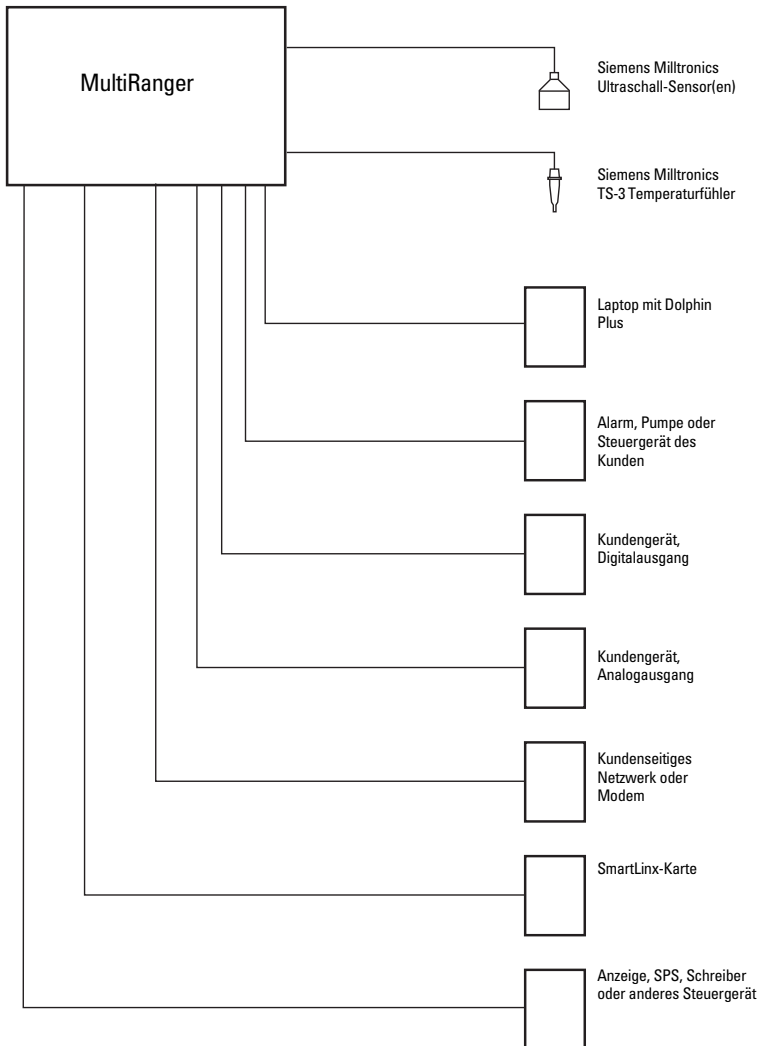 MultiRanger
Siemens Milltronics
Ultraschall-Sensor(en)
Siemens Milltronics
TS-3 Temperaturfühler
Laptop mit Dolphin
Plus
Alarm, Pumpe oder
Steuergerät des
Kunden
Kundengerät,
Digitalausgang
Kundengerät,
Analogausgang
Kundenseitiges
Netzwerk oder
Modem
SmartLinx-Karte
Anzeige, SPS, Schreiber
oder anderes Steuergerät